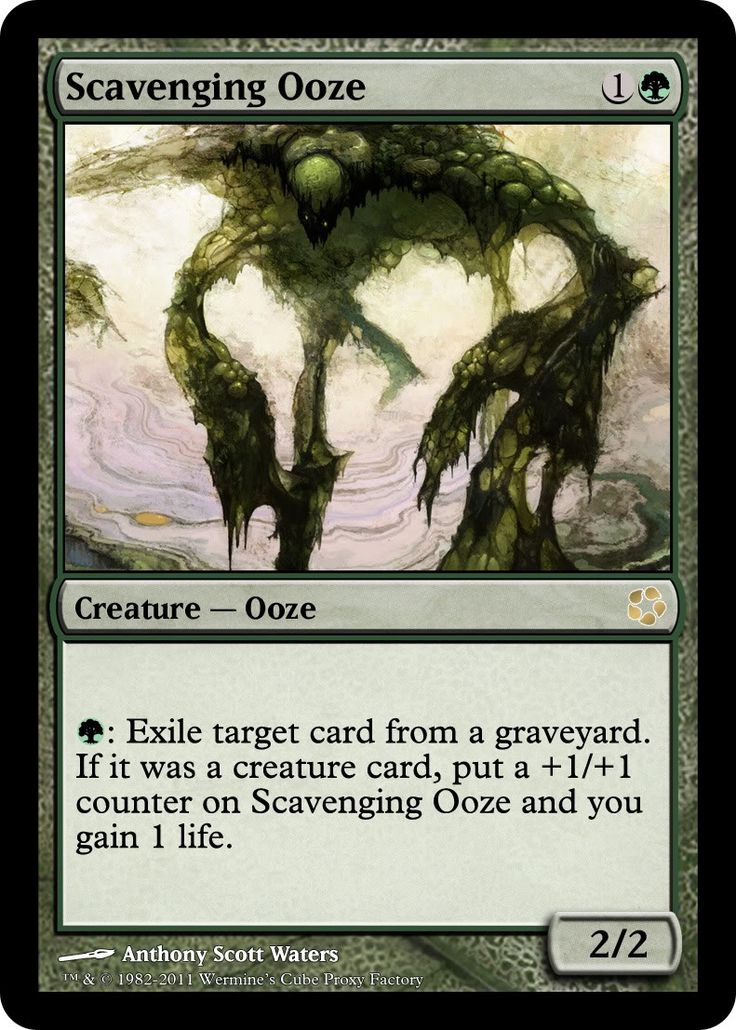 Scavenging Ooze 1
Creature — Ooze
: Exile target card from a graveyard.
If it was a creature card, put a +1/+1
counter on Scavenging Ooze and you
gain 1 life.
2/2
Anthony Scott Waters
™ & © 1982-2011 Wermine's Cube Proxy Factory